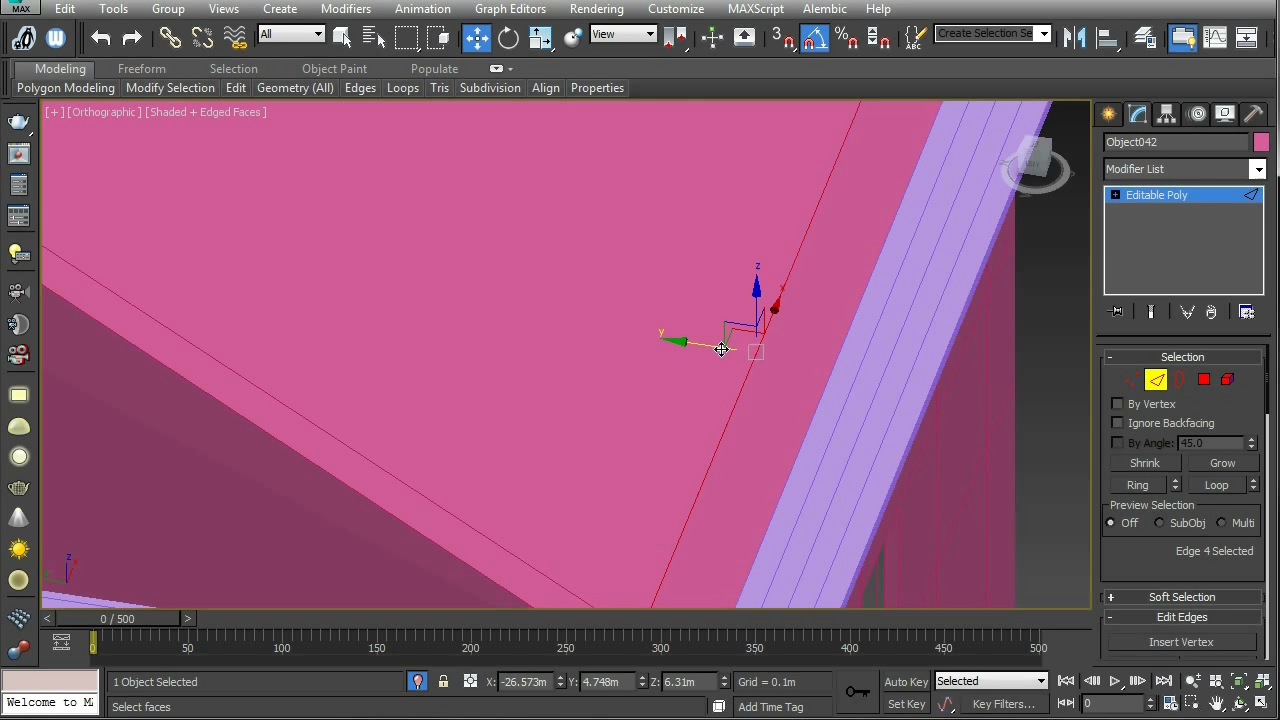 MAX Edit Tools Group Views Create Modifiers Animation Graph Editors Rendering Customize MAXScript Alembic Help
All View 3 Create Selection Se
Modeling Freeform Selection Object Paint Populate
Polygon Modeling Modify Selection Edit Geometry (All) Edges Loops Tris Subdivision Align Properties
[+] [Orthographic] [Shaded + Edged Faces]
Object042
Modifier List
Editable Poly
z
x
y
- Selection
By Vertex
Ignore Backfacing
By Angle: 45.0
Shrink Grow
Ring Loop
Preview Selection
Off SubObj Multi
Edge 4 Selected
z
x
+ Soft Selection
- Edit Edges
Insert Vertex
< 0 / 500 >
0 50 100 150 200 250 300 350 400 450 500
1 Object Selected X: -26.573m Y: 4.748m Z: 6.31m Grid = 0.1m Auto Key Selected
Welcome to MA Select faces Add Time Tag Set Key Key Filters... 0